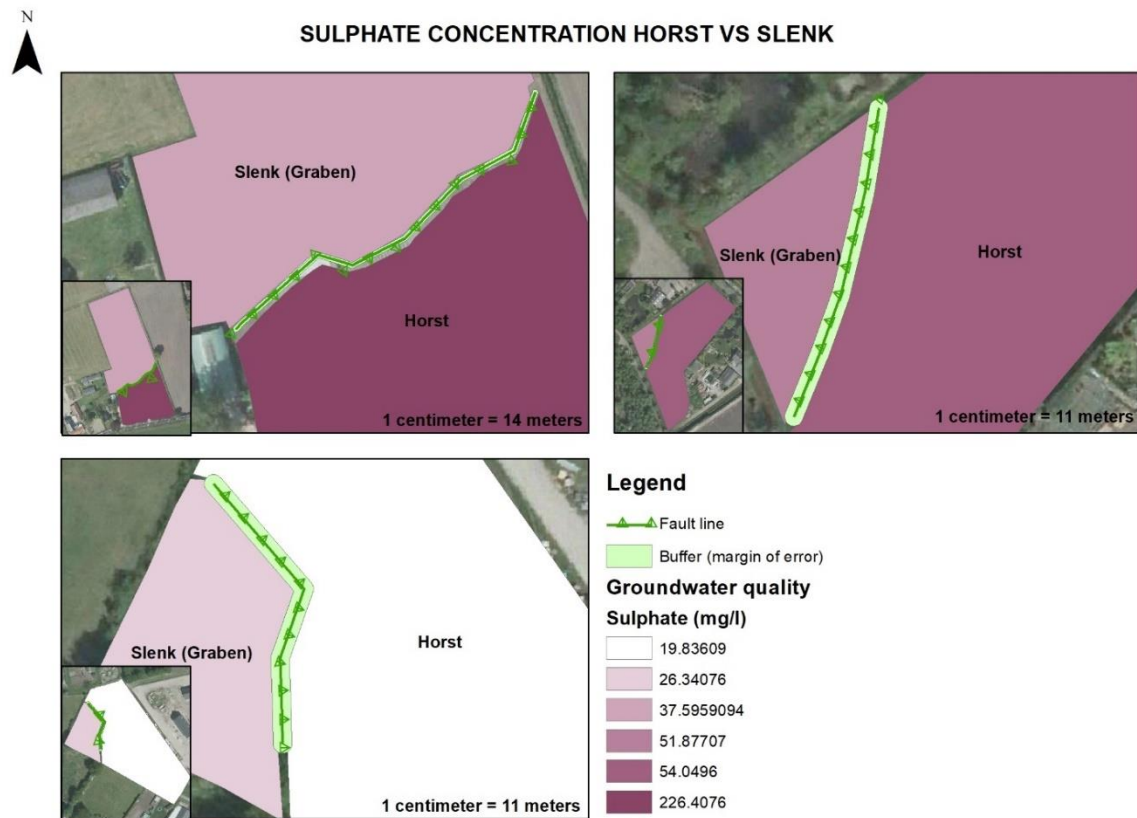 N
SULPHATE CONCENTRATION HORST VS SLENK
Slenk (Graben)
Horst
1 centimeter = 14 meters
Slenk (Graben)
Horst
1 centimeter = 11 meters
Slenk (Graben)
Horst
1 centimeter = 11 meters
Legend
Fault line
Buffer (margin of error)
Groundwater quality
Sulphate (mg/l)
19.83609
26.34076
37.5959094
51.87707
54.0496
226.4076